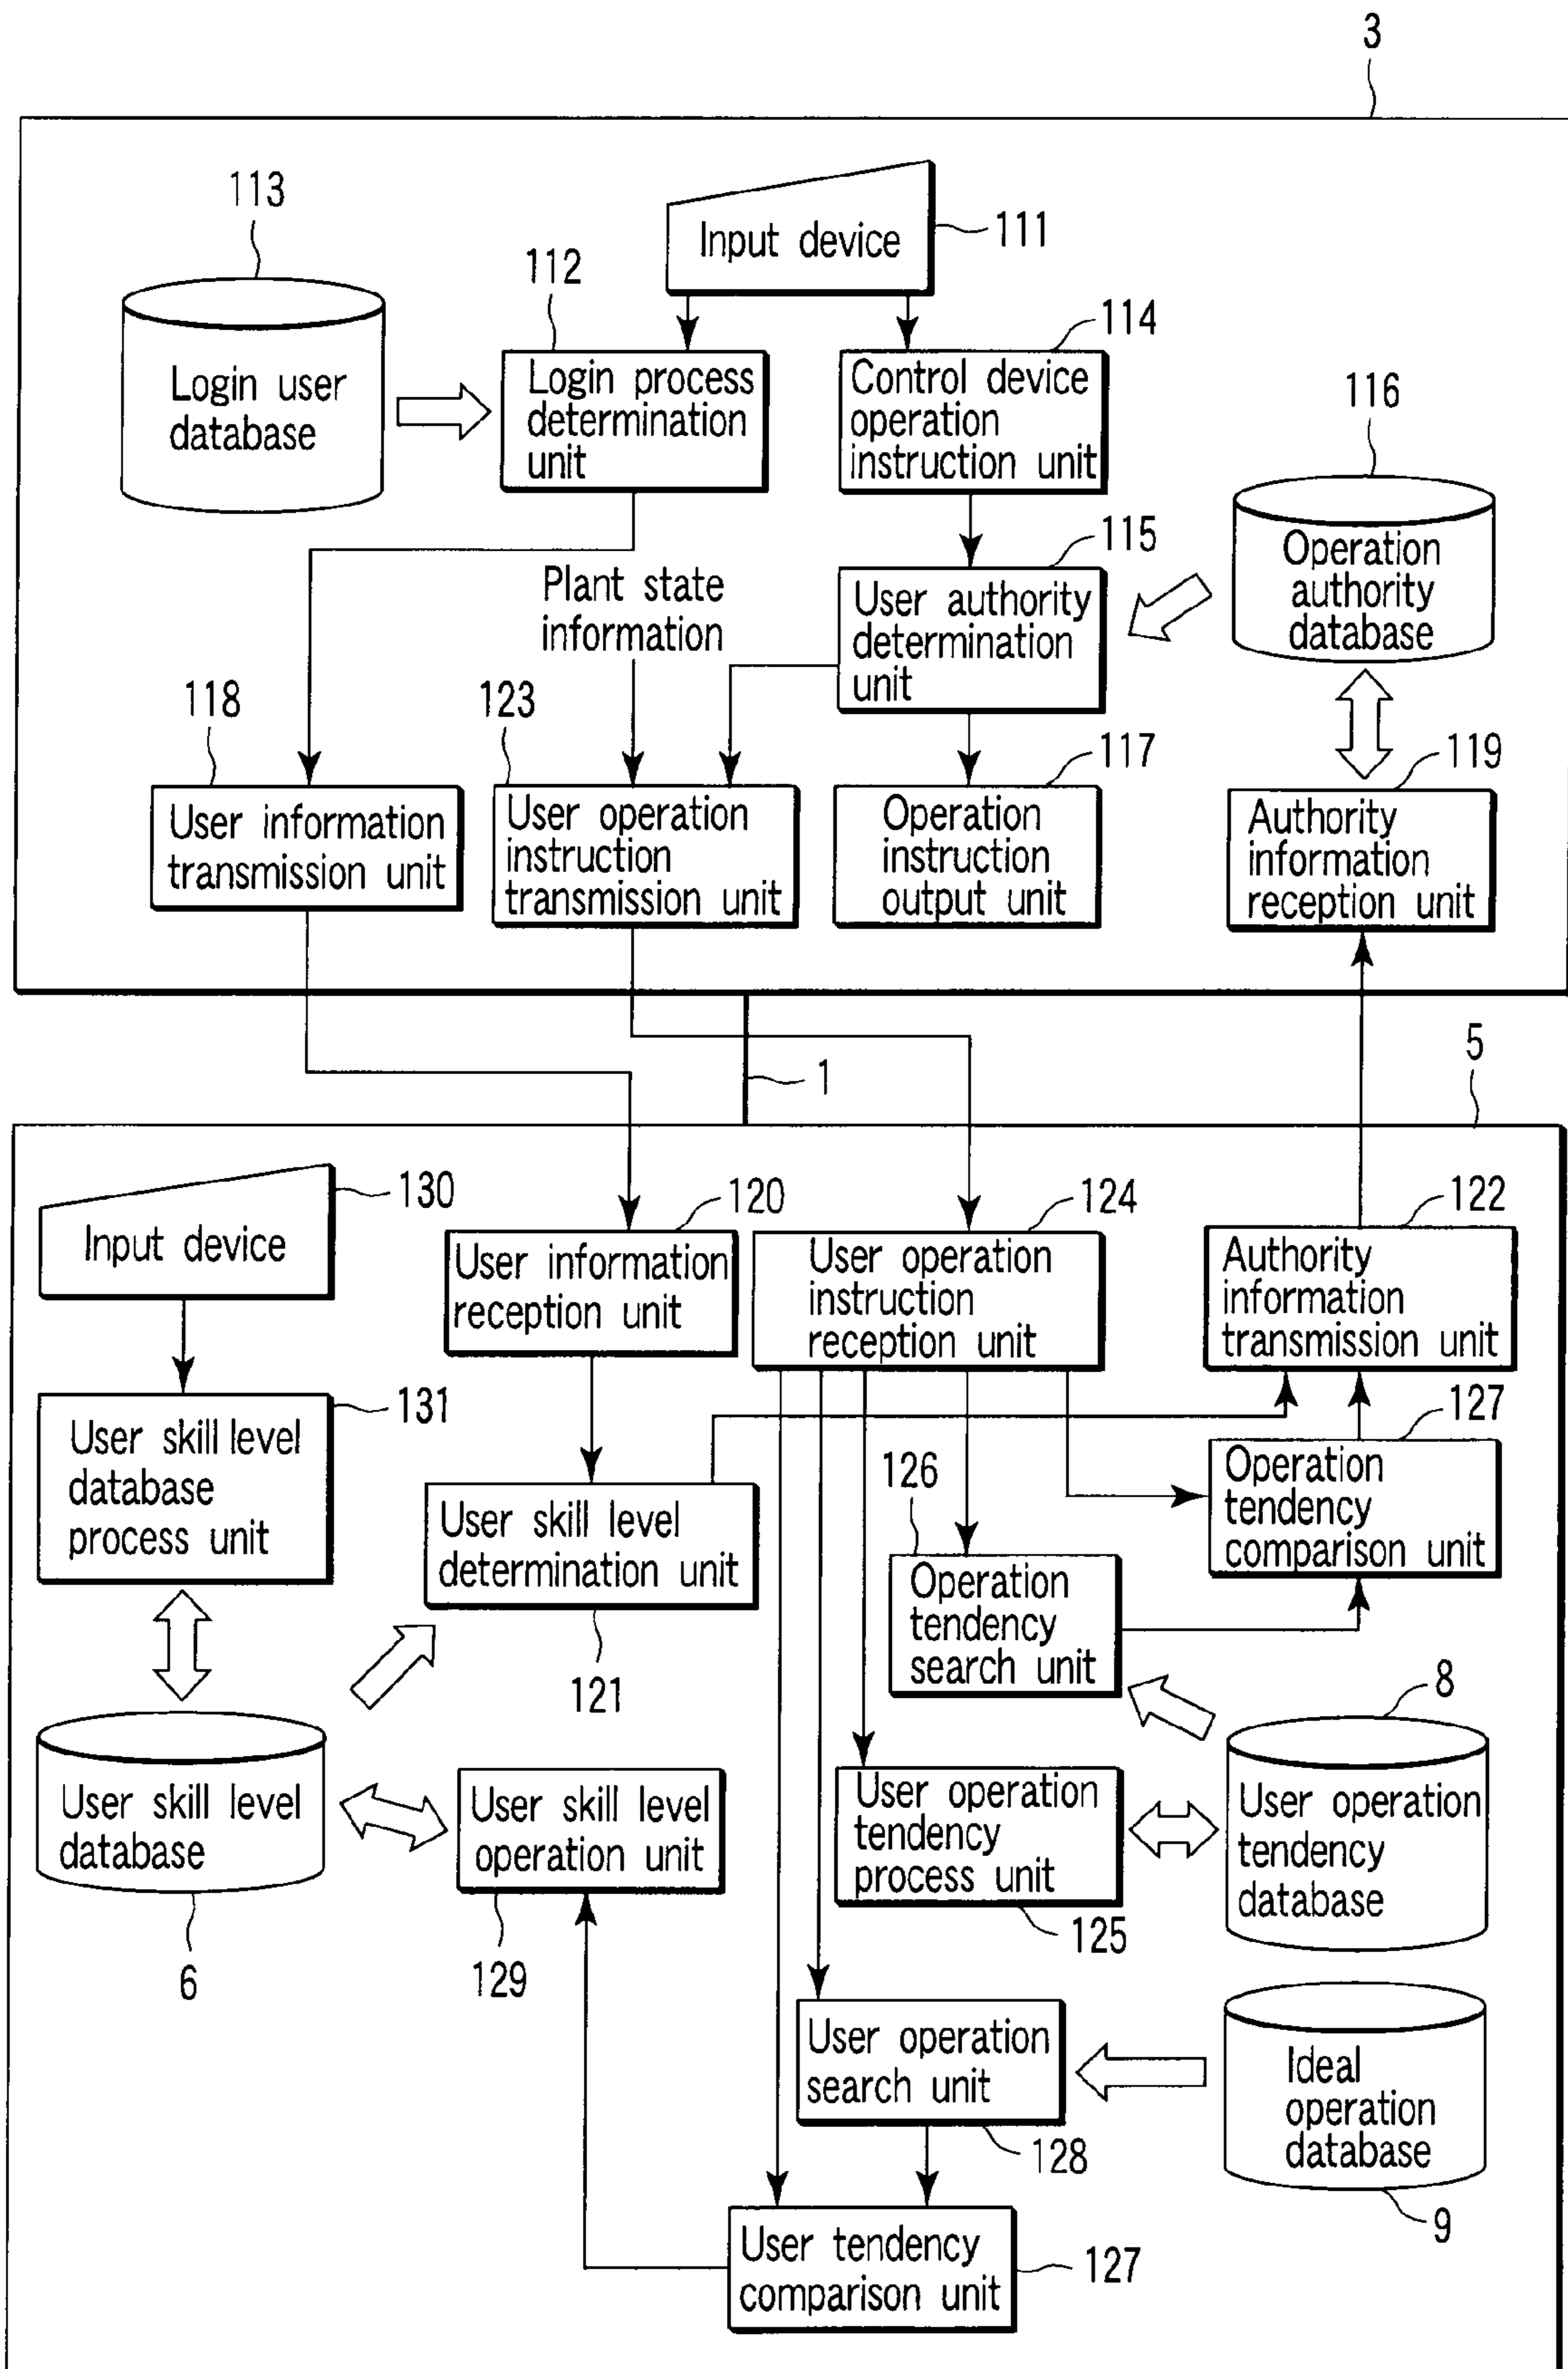 3
113
Input device
111
112
114
Login user
database
Login process
determination
unit
Control device
operation
instruction unit
116
115
Operation
authority
database
Plant state
information
User authority
determination
unit
118
123
117
119
User information
transmission unit
User operation
instruction
transmission unit
Operation
instruction
output unit
Authority
information
reception unit
1
5
130
Input device
120
124
122
User information
reception unit
User operation
instruction
reception unit
Authority
information
transmission unit
131
127
User skill level
database
process unit
126
Operation
tendency
comparison unit
User skill level
determination unit
121
Operation
tendency
search unit
8
User skill level
database
6
User skill level
operation unit
129
User operation
tendency
process unit
125
User operation
tendency
database
User operation
search unit
128
Ideal
operation
database
9
User tendency
comparison unit
127